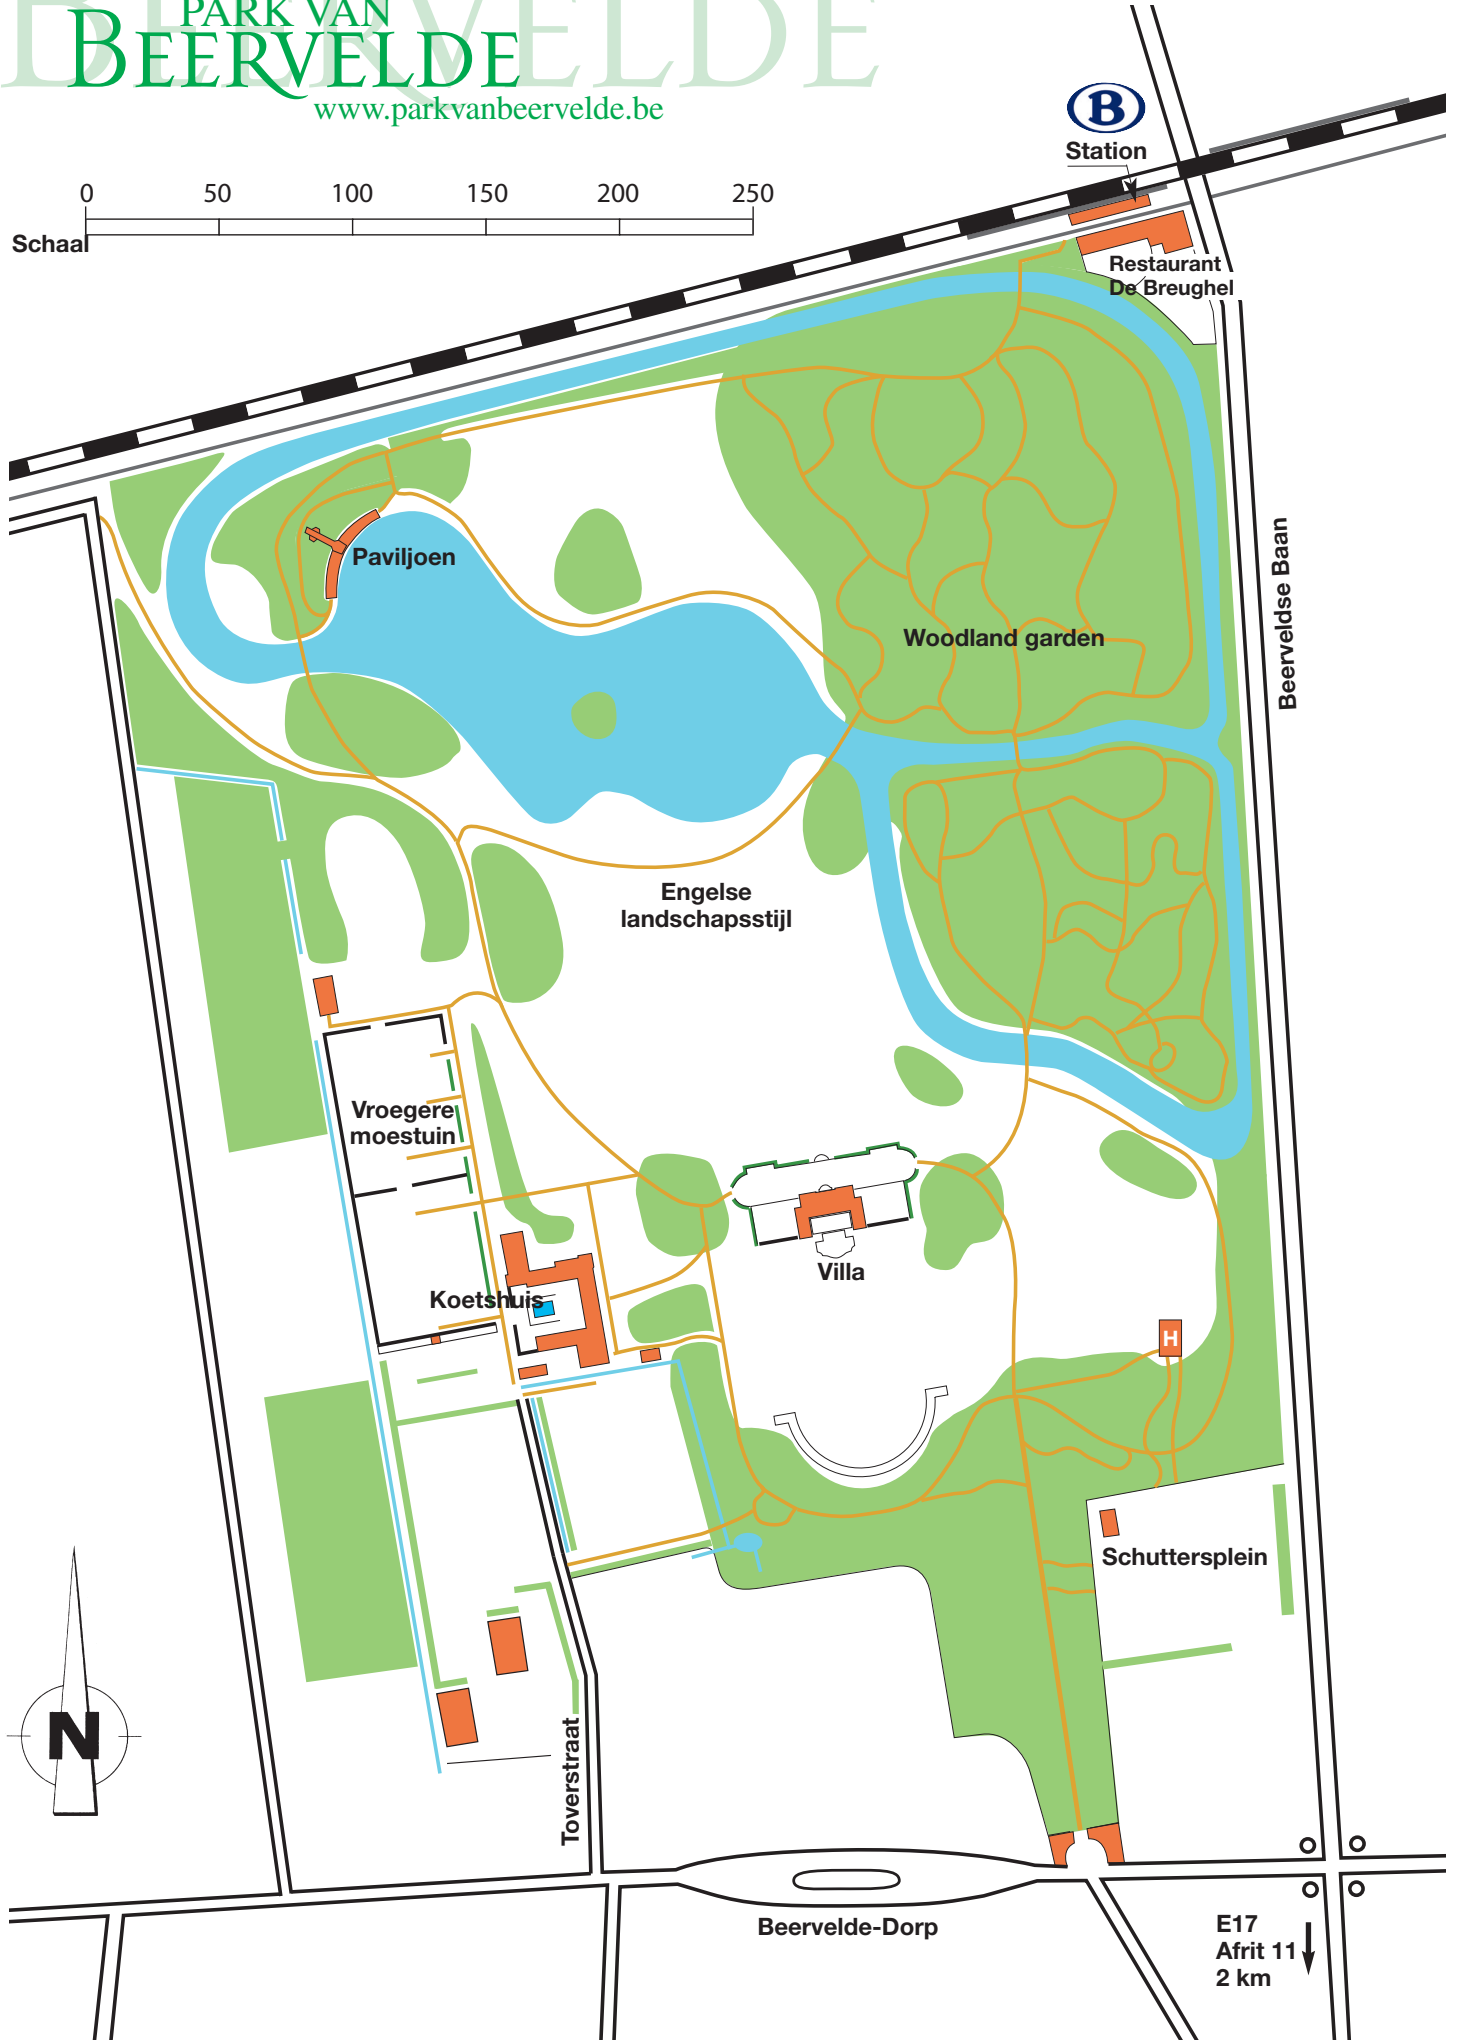 BEERVELDE
PARK VAN
BEERVELDE
www.parkvanbeervelde.be
B
Station
0 50 100 150 200 250
Schaal
Restaurant
De Breughel
Paviljoen
Beerveldse Baan
Woodland garden
Engelse
landschapsstijl
Vroegere
moestuin
Villa
Koetshuis
H
Schuttersplein
N
Toverstraat
Beervelde-Dorp
E17
Afrit 11
2 km